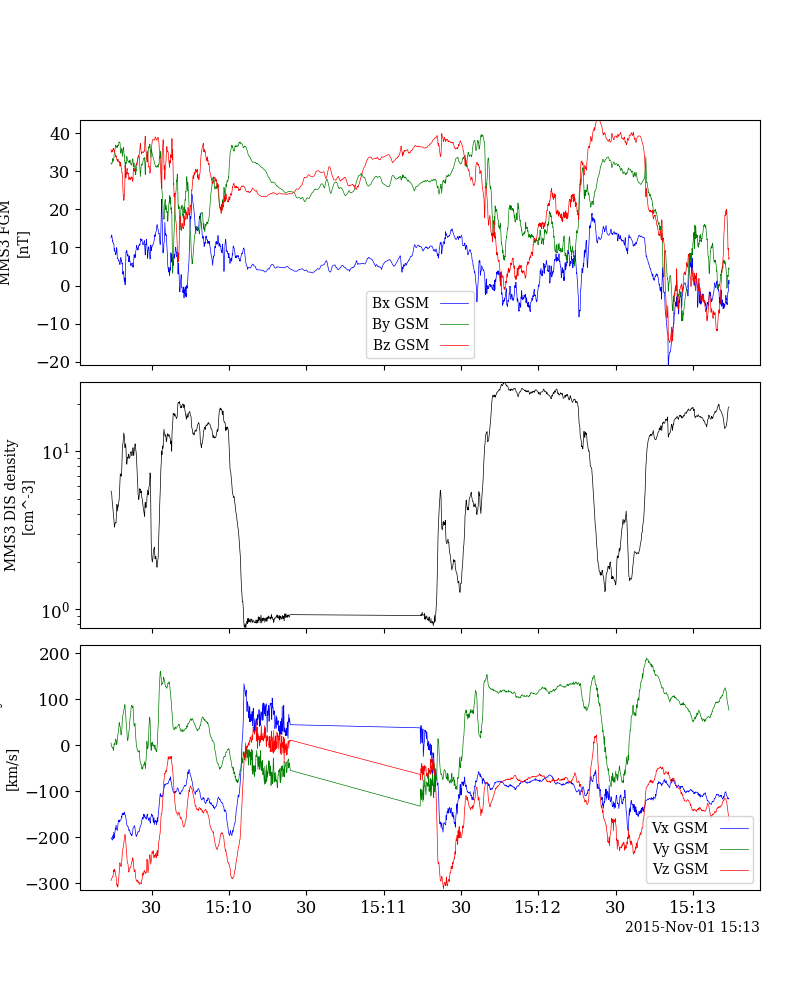 40
30
20
10
0
−10
−20
MMS3 FGM
[nT]
Bx GSM
By GSM
Bz GSM
10^1
10^0
MMS3 DIS density
[cm^-3]
200
100
0
−100
−200
−300
[km/s]
Vx GSM
Vy GSM
Vz GSM
30 15:10 30 15:11 30 15:12 30 15:13
2015-Nov-01 15:13